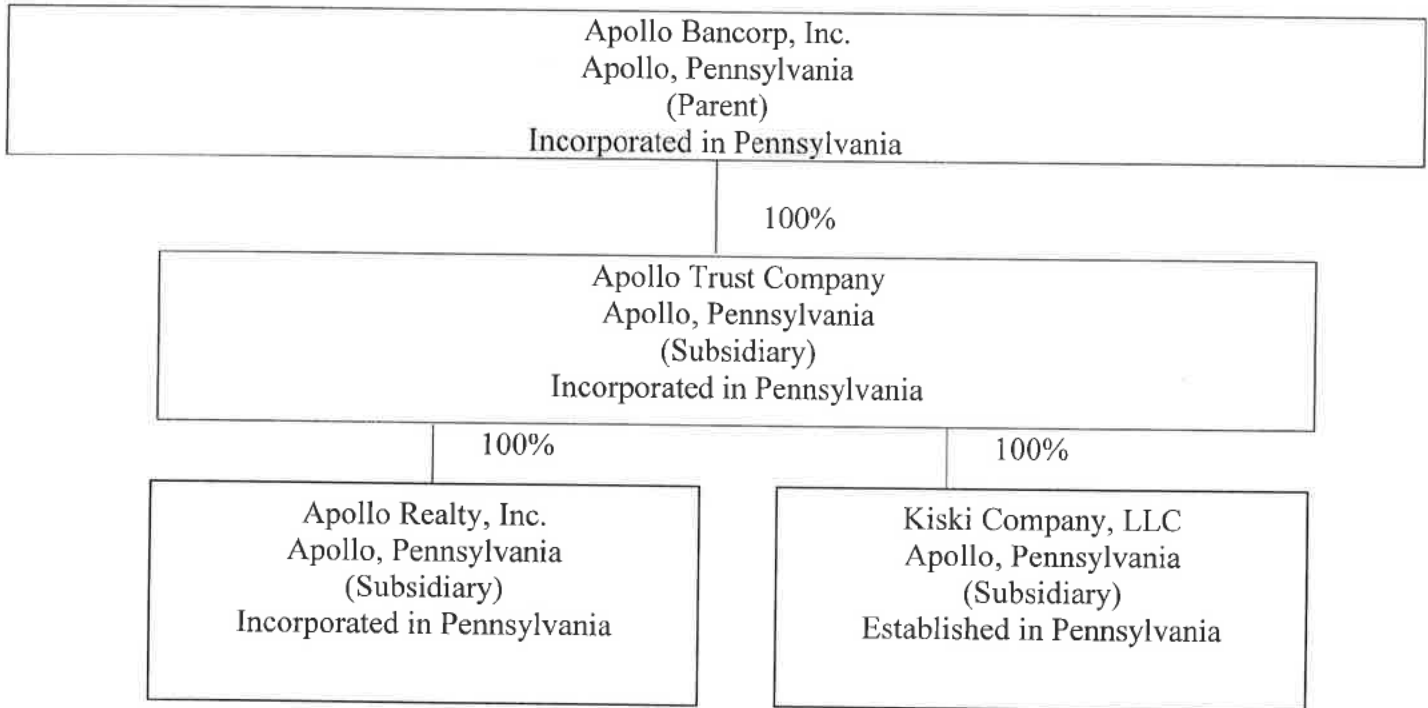 Apollo Bancorp, Inc.
Apollo, Pennsylvania
(Parent)
Incorporated in Pennsylvania
100%
Apollo Trust Company
Apollo, Pennsylvania
(Subsidiary)
Incorporated in Pennsylvania
100%
100%
Apollo Realty, Inc.
Apollo, Pennsylvania
(Subsidiary)
Incorporated in Pennsylvania
Kiski Company, LLC
Apollo, Pennsylvania
(Subsidiary)
Established in Pennsylvania